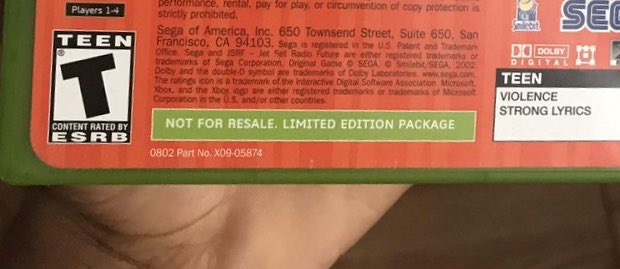 Players 1-4
performance, rental, pay for play, or circumvention of copy protection is
strictly prohibited.
Sega of America, Inc. 650 Townsend Street, Suite 650, San
Francisco, CA 94103. Sega is registered in the U.S. Patent and Trademark
Office. Sega and JSRF - Jet Set Radio Future are either registered trademarks or
trademarks of Sega Corporation. Original Game © SEGA. © Smilebit/SEGA, 2002.
Dolby and the double-D symbol are trademarks of Dolby Laboratories. www.sega.com.
The ratings icon is a trademark of the Interactive Digital Software Association. Microsoft,
Xbox, and the Xbox logo are either registered trademarks or trademarks of Microsoft
Corporation in the U.S. and/or other countries.
TEEN
T
CONTENT RATED BY
ESRB
NOT FOR RESALE. LIMITED EDITION PACKAGE
0802 Part No. X09-05874
SEG
DOLBY
DIGITAL
TEEN
VIOLENCE
STRONG LYRICS